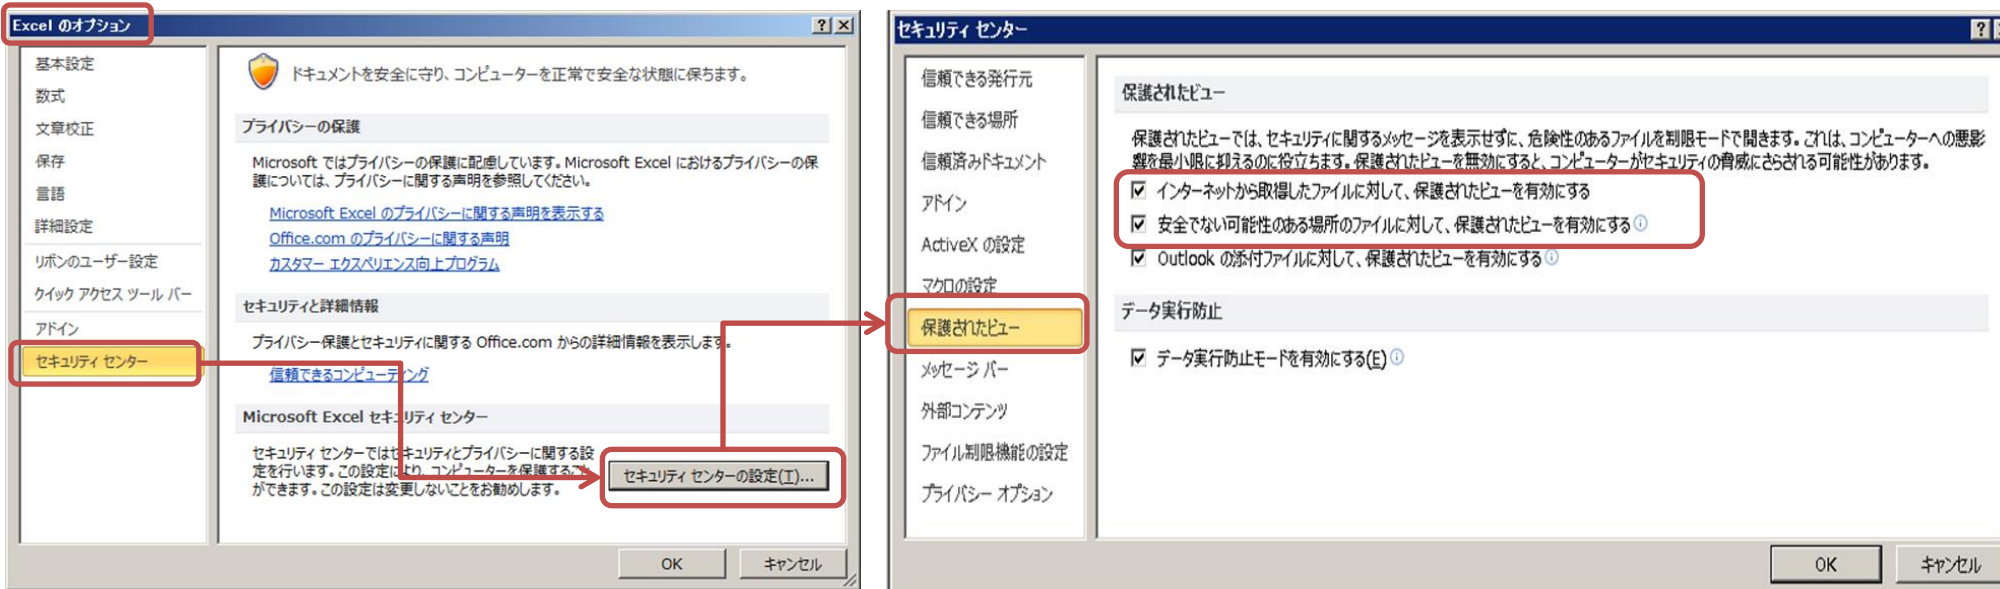 Excel のオプション
基本設定
数式
文章校正
保存
言語
詳細設定
リボンのユーザー設定
クイック アクセス ツール バー
アドイン
セキュリティ センター
ドキュメントを安全に守り、コンピューターを正常で安全な状態に保ちます。
プライバシーの保護
Microsoft ではプライバシーの保護に配慮しています。Microsoft Excel におけるプライバシーの保
護については、プライバシーに関する声明を参照してください。
Microsoft Excel のプライバシーに関する声明を表示する
Office.com のプライバシーに関する声明
カスタマー エクスペリエンス向上プログラム
セキュリティと詳細情報
プライバシー保護とセキュリティに関する Office.com からの詳細情報を表示します。
信頼できるコンピューティング
Microsoft Excel セキュリティ センター
セキュリティ センターではセキュリティとプライバシーに関する設
定を行います。この設定により、コンピューターを保護すること
ができます。この設定は変更しないことをお勧めします。
セキュリティ センターの設定(T)...
OK
キャンセル
セキュリティ センター
信頼できる発行元
信頼できる場所
信頼済みドキュメント
アドイン
ActiveX の設定
マクロの設定
保護されたビュー
メッセージ バー
外部コンテンツ
ファイル制限機能の設定
プライバシー オプション
保護されたビュー
保護されたビューでは、セキュリティに関するメッセージを表示せずに、危険性のあるファイルを制限モードで開きます。これは、コンピューターへの悪影
響を最小限に抑えるのに役立ちます。保護されたビューを無効にすると、コンピューターがセキュリティの脅威にさらされる可能性があります。
インターネットから取得したファイルに対して、保護されたビューを有効にする
安全でない可能性のある場所のファイルに対して、保護されたビューを有効にする
Outlook の添付ファイルに対して、保護されたビューを有効にする
データ実行防止
データ実行防止モードを有効にする(E)
OK
キャンセル